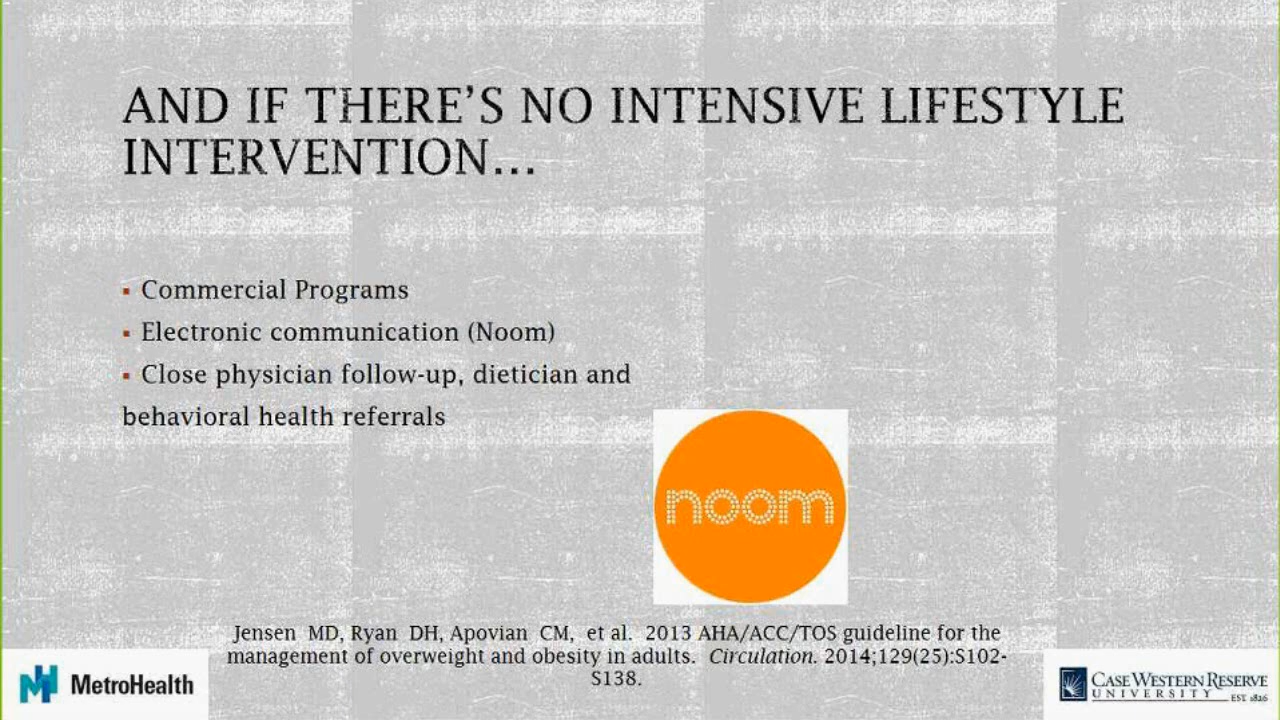 AND IF THERE'S NO INTENSIVE LIFESTYLE
INTERVENTION...
▪ Commercial Programs
▪ Electronic communication (Noom)
▪ Close physician follow-up, dietician and
behavioral health referrals
noom
Jensen MD, Ryan DH, Apovian CM, et al. 2013 AHA/ACC/TOS guideline for the
management of overweight and obesity in adults. Circulation. 2014;129(25):S102-
S138.
MetroHealth
CASE WESTERN RESERVE
UNIVERSITY EST. 1826